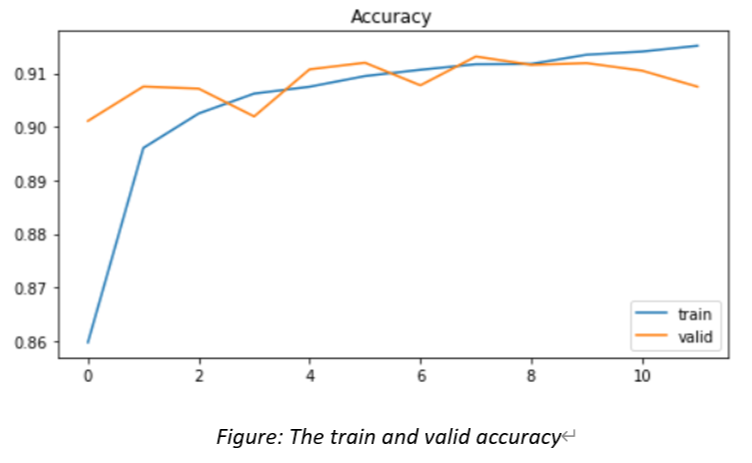 Accuracy
0.91
0.90
0.89
0.88
0.87
0.86
train
valid
0 2 4 6 8 10
Figure: The train and valid accuracy↵